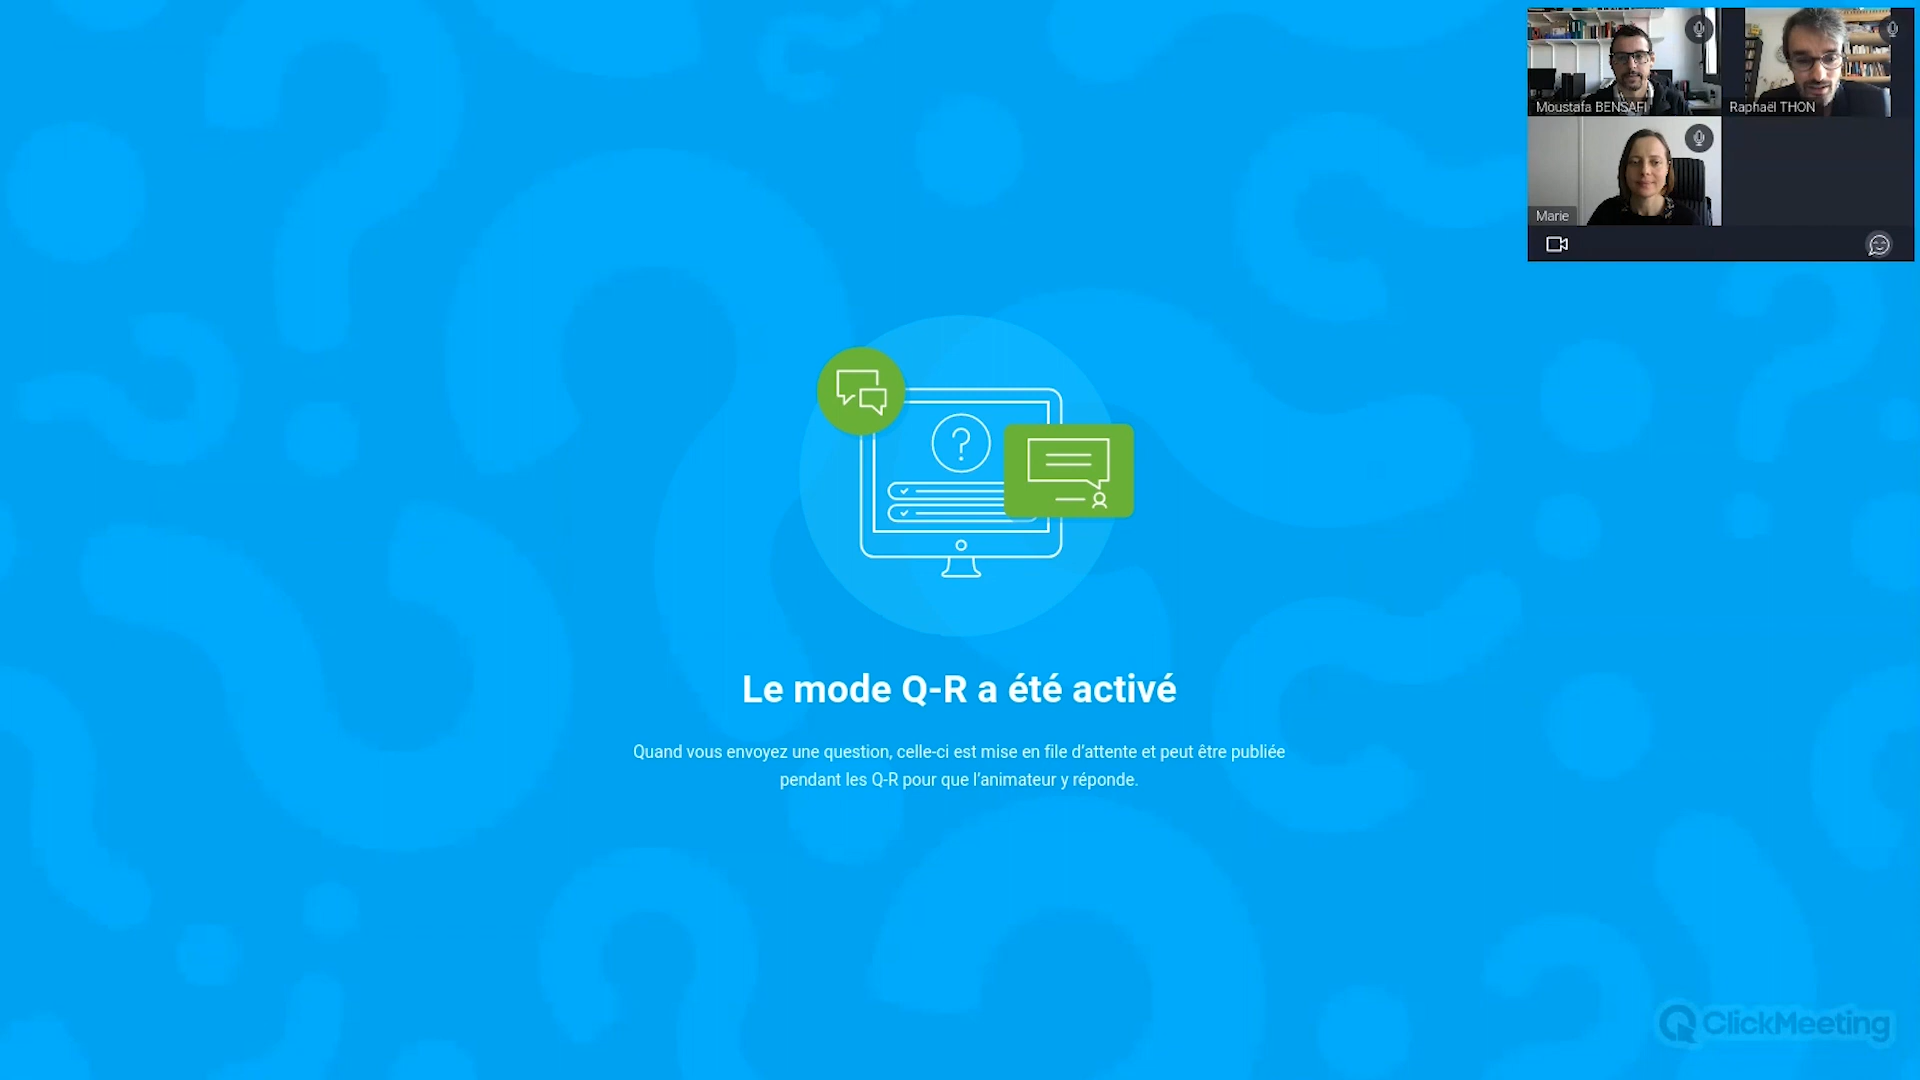 Moustafa BENSAFI
Raphaël THON
Marie
Le mode Q-R a été activé
Quand vous envoyez une question, celle-ci est mise en file d’attente et peut être publiée
pendant les Q-R pour que l’animateur y réponde.
ClickMeeting